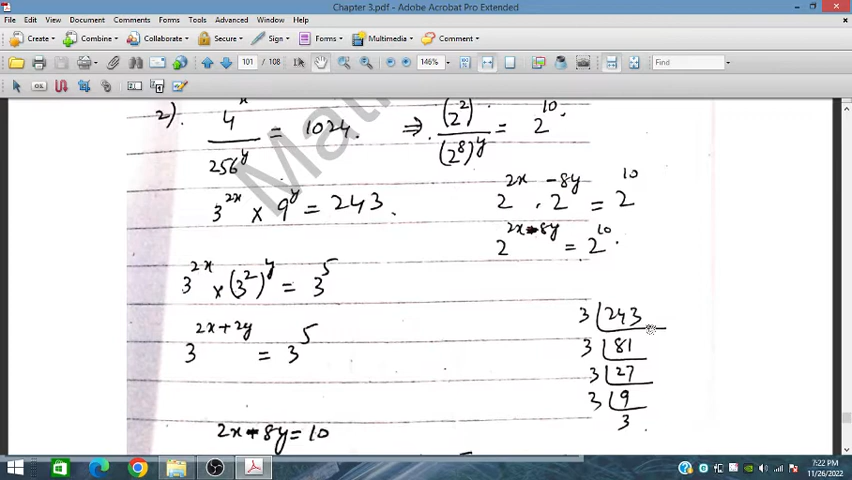 Chapter 3.pdf - Adobe Acrobat Pro Extended
File Edit View Document Comments Forms Tools Advanced Window Help
Create Combine Collaborate Secure Sign Forms Multimedia Comment
101 / 108 146% Find
2). 4^x / 256^y = 1024. ⇒ (2^2)^x / (2^8)^y = 2^10.
3^2x × 9^y = 243.
2^2x . 2^-8y = 2^10
2^2x-8y = 2^10.
3^2x × (3^2)^y = 3^5
3^2x+2y = 3^5
3 | 243
3 | 81
3 | 27
3 | 9
3.
2x-8y=10
Mat
7:22 PM
11/26/2022